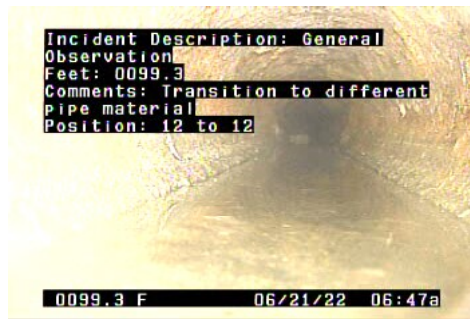 Incident Description: General
Observation
Feet: 0099.3
Comments: Transition to different
pipe material
Position: 12 to 12
0099.3 F 06/21/22 06:47a